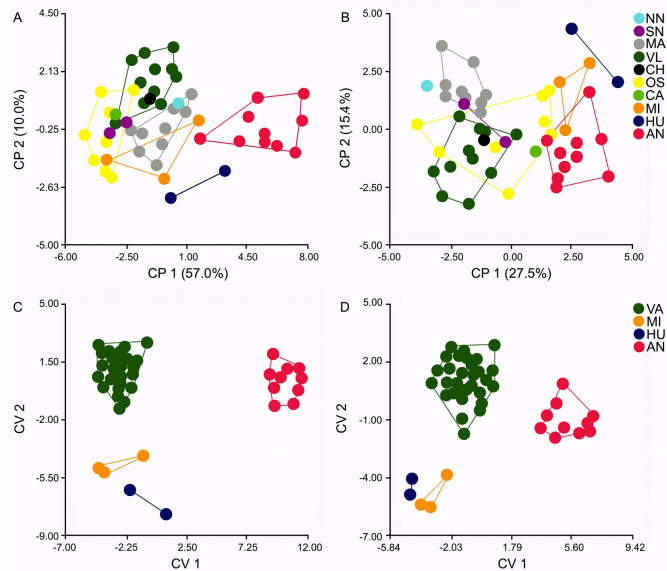 A
4.50
2.13
-0.25
-2.63
-5.00
CP 2 (10.0%)
-6.00 -2.50 1.00 4.50 8.00
CP 1 (57.0%)
B
5.00
2.50
0.00
-2.50
-5.00
CP 2 (15.4%)
-5.00 -2.50 0.00 2.50 5.00
CP 1 (27.5%)
NN
SN
MA
VL
CH
OS
CA
MI
HU
AN
C
5.00
1.50
-2.00
-5.50
-9.00
CV 2
-7.00 -2.25 2.50 7.25 12.00
CV 1
D
5.00
2.00
-1.00
-4.00
-7.00
CV 2
-5.84 -2.03 1.79 5.60 9.42
CV 1
VA
MI
HU
AN